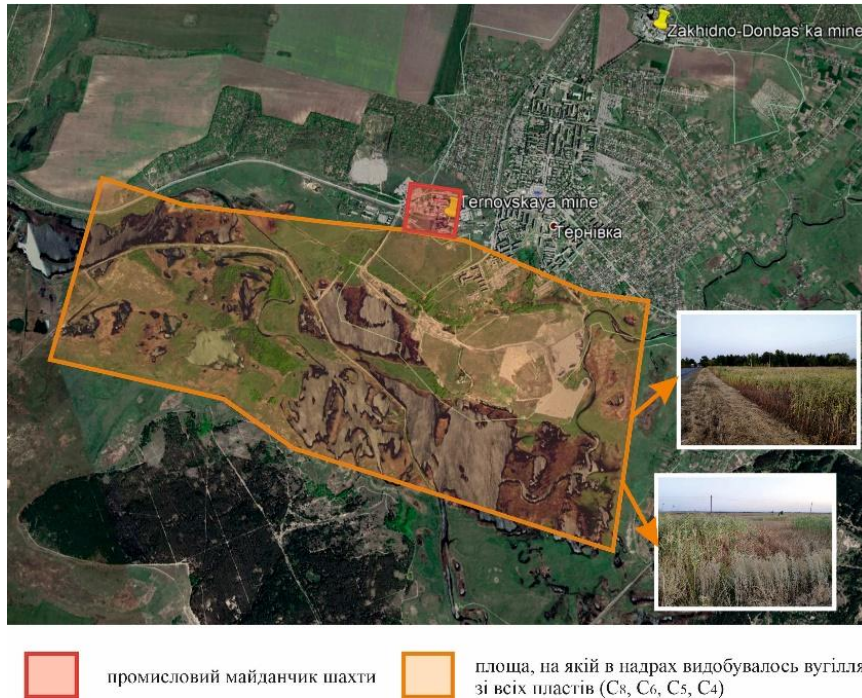 Zakhidno-Donbas`ka mine
Ternovskaya mine
Тернівка
промисловий майданчик шахти
площа, на якій в надрах видобувалось вугілля
зі всіх пластів (C₈, C₆, C₅, C₄)